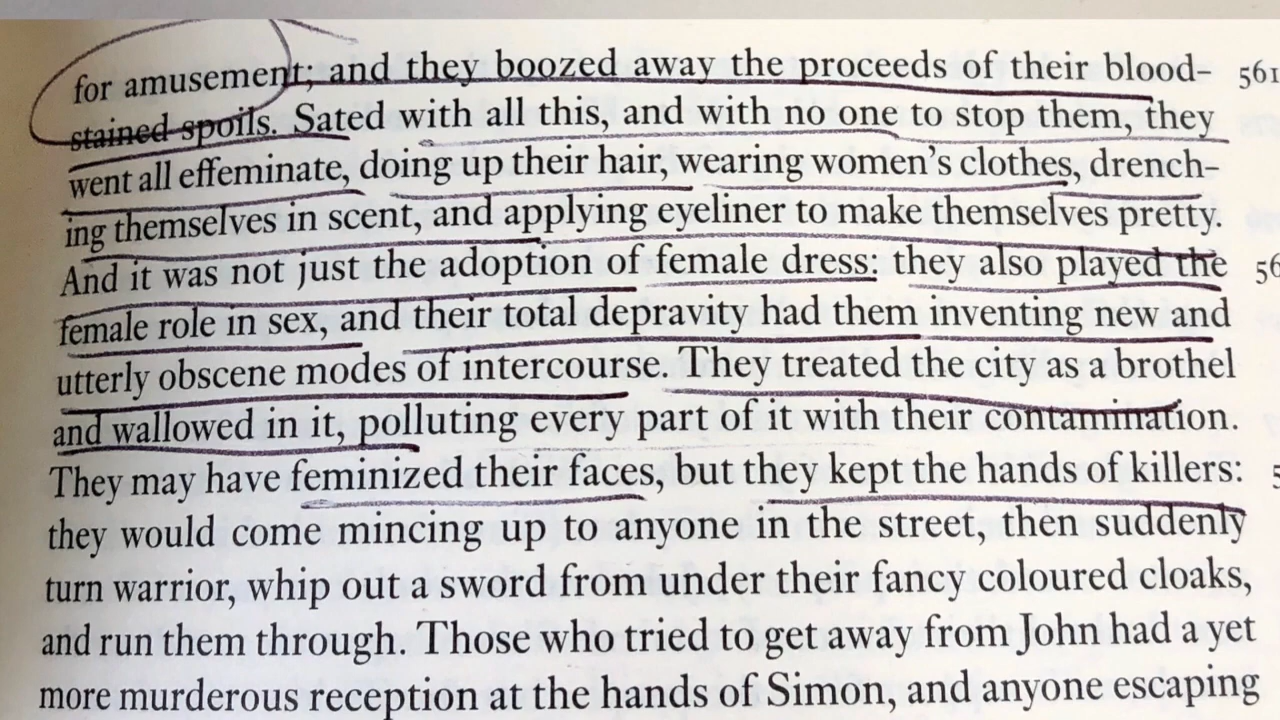 for amusement; and they boozed away the proceeds of their blood- 561
stained spoils. Sated with all this, and with no one to stop them, they
went all effeminate, doing up their hair, wearing women's clothes, drench-
ing themselves in scent, and applying eyeliner to make themselves pretty.
And it was not just the adoption of female dress: they also played the 56
female role in sex, and their total depravity had them inventing new and
utterly obscene modes of intercourse. They treated the city as a brothel
and wallowed in it, polluting every part of it with their contamination.
They may have feminized their faces, but they kept the hands of killers: 5
they would come mincing up to anyone in the street, then suddenly
turn warrior, whip out a sword from under their fancy coloured cloaks,
and run them through. Those who tried to get away from John had a yet
more murderous reception at the hands of Simon, and anyone escaping